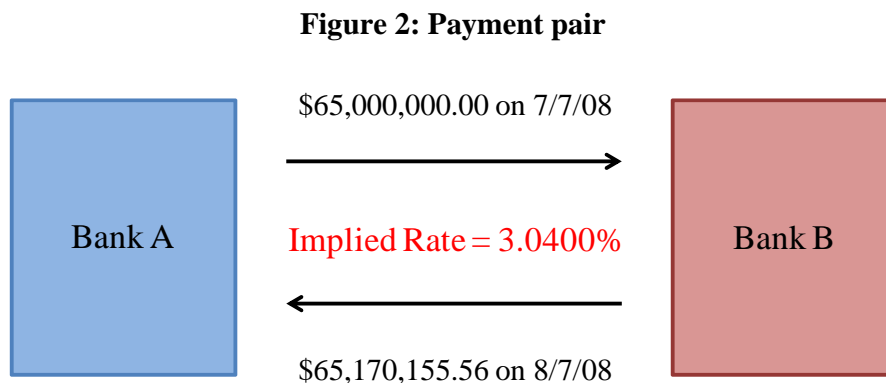 Figure 2: Payment pair
$65,000,000.00 on 7/7/08
Bank A
Implied Rate = 3.0400%
Bank B
$65,170,155.56 on 8/7/08